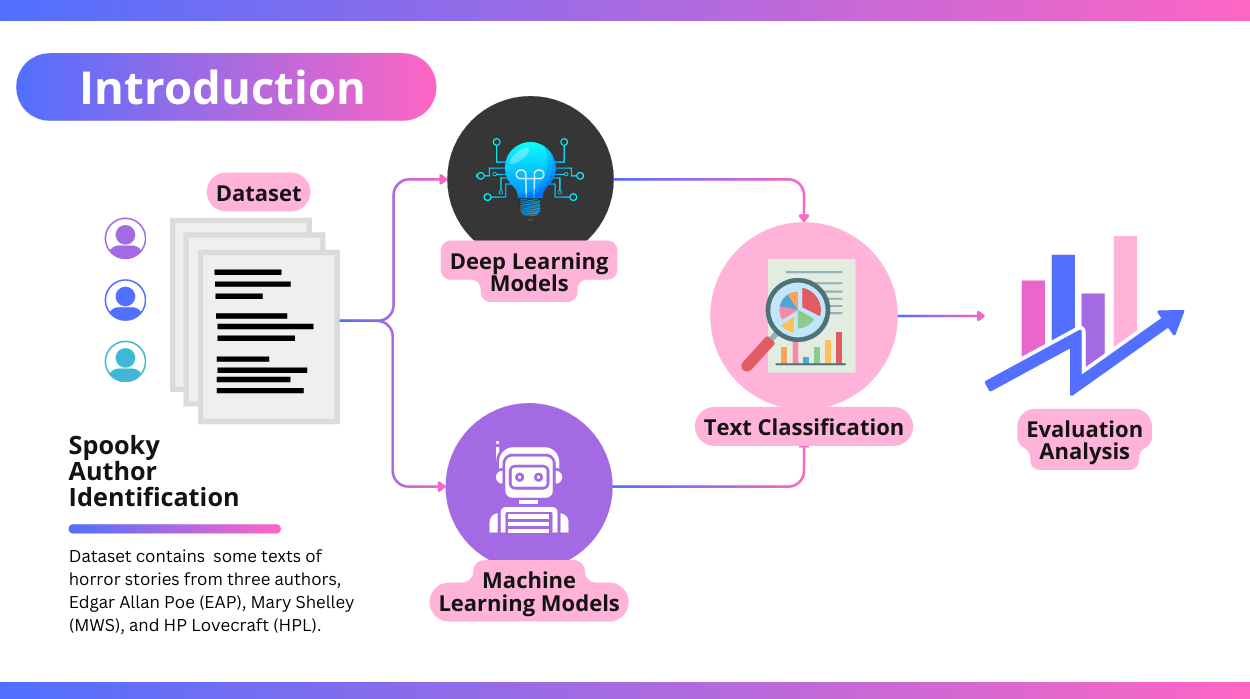 Introduction
Dataset
Deep Learning
Models
Text Classification
Evaluation
Analysis
Spooky
Author
Identification
Dataset contains  some texts of
horror stories from three authors,
Edgar Allan Poe (EAP), Mary Shelley
(MWS), and HP Lovecraft (HPL).
Machine
Learning Models